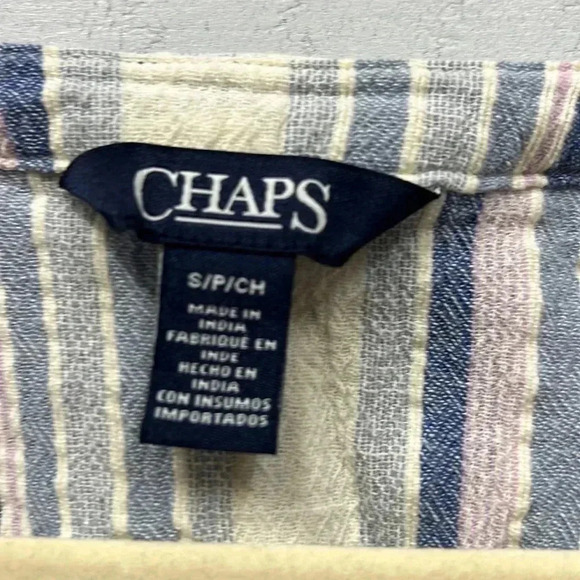 CHAPS
S/P/CH
MADE IN
INDIA
FABRIQUÉ EN
INDE
HECHO EN
INDIA
CON INSUMOS
IMPORTADOS